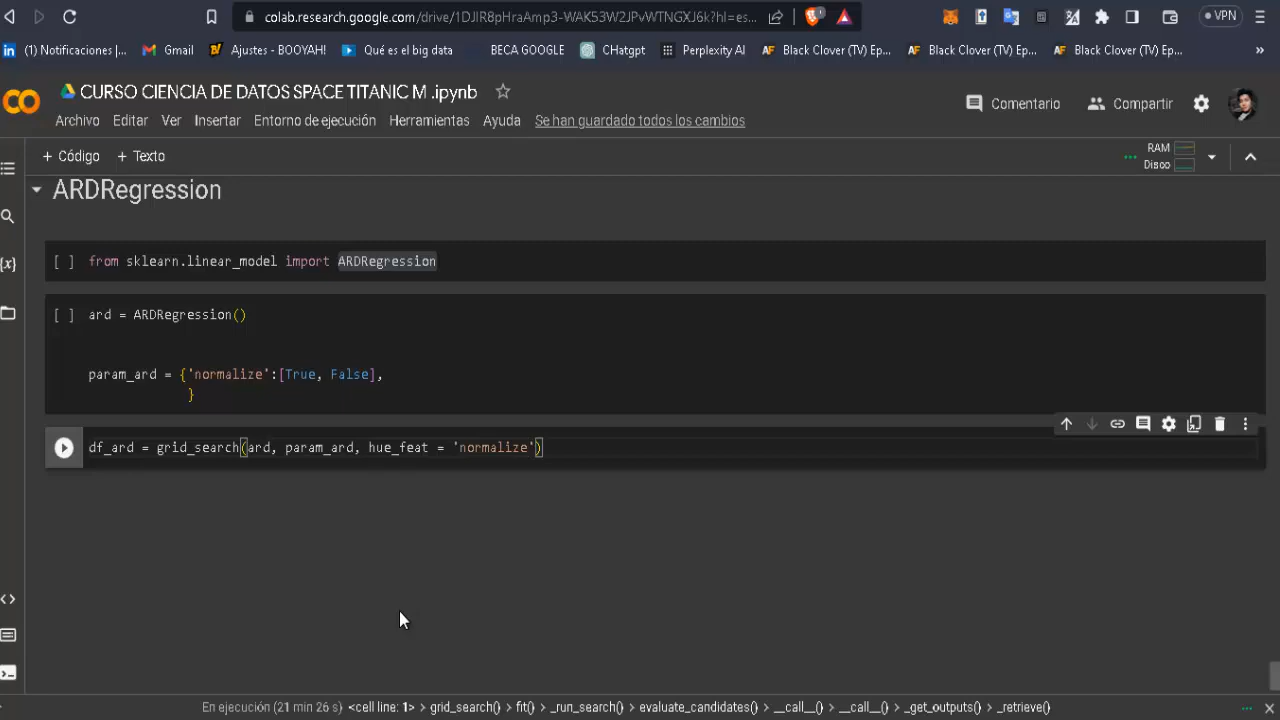 colab.research.google.com/drive/1DJIR8pHraAmp3-WAK53W2JPvWTNGXJ6k?hl=es...
VPN
(1) Notificaciones |...
Gmail
Ajustes - BOOYAH!
Qué es el big data
BECA GOOGLE
CHatgpt
Perplexity AI
Black Clover (TV) Ep...
Black Clover (TV) Ep...
Black Clover (TV) Ep...
»
CURSO CIENCIA DE DATOS SPACE TITANIC M .ipynb
Comentario
Compartir
Archivo Editar Ver Insertar Entorno de ejecución Herramientas Ayuda Se han guardado todos los cambios
+ Código + Texto
RAM
Disco
ARDRegression
[ ] from sklearn.linear_model import ARDRegression
[ ] ard = ARDRegression()
param_ard = {'normalize':[True, False],
}
df_ard = grid_search(ard, param_ard, hue_feat = 'normalize')
En ejecución (21 min 26 s) <cell line: 1> > grid_search() > fit() > _run_search() > evaluate_candidates() > __call__() > __call__() > _get_outputs() > _retrieve()